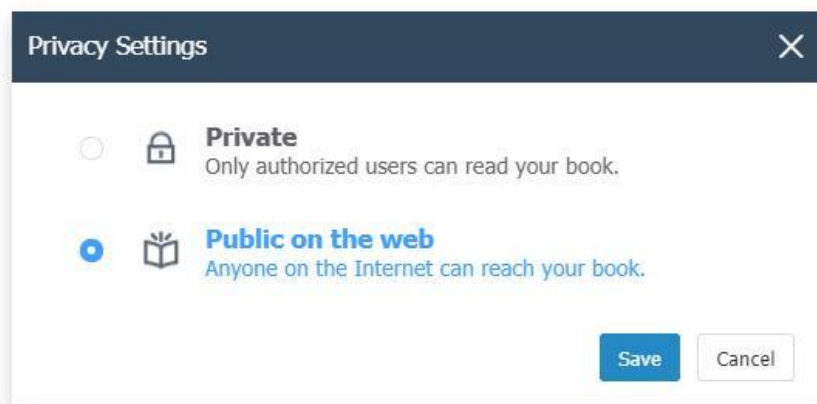 Privacy Settings
Private
Only authorized users can read your book.
Public on the web
Anyone on the Internet can reach your book.
Save
Cancel